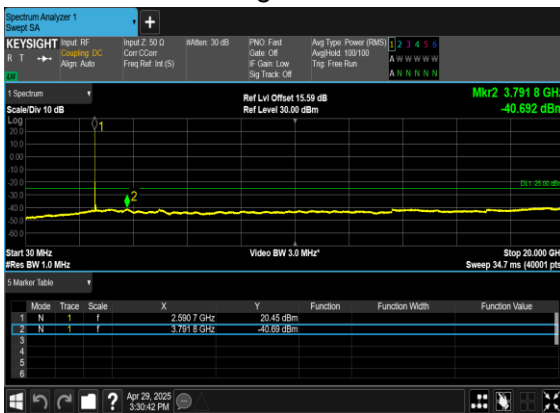 Spectrum Analyzer 1
Swept SA
KEYSIGHT Input: RF Input Z: 50 Ω #Atten: 30 dB PNO: Fast Avg Type: Power (RMS) 1 2 3 4 5 6
R T Coupling: DC Corr CCorr Gate: Off Avg|Hold: 100/100 A W W W W W
Align: Auto Freq Ref: Int (S) IF Gain: Low Trig: Free Run
Sig Track: Off A N N N N N
LV
1 Spectrum Ref Lvl Offset 15.59 dB Mkr2 3.791 8 GHz
Scale/Div 10 dB Ref Level 30.00 dBm -40.692 dBm
Log
20.0
10.0
0.00
-10.0
-20.0
-30.0
-40.0
-50.0
-60.0
1
2
DL1 -25.00 dBm
Start 30 MHz Video BW 3.0 MHz* Stop 20.000 GHz
#Res BW 1.0 MHz Sweep 34.7 ms (40001 pts)
5 Marker Table
Mode Trace Scale X Y Function Function Width Function Value
1 N 1 f 2.590 7 GHz 20.45 dBm
2 N 1 f 3.791 8 GHz -40.69 dBm
3
4
5
6
? Apr 29, 2025
3:30:42 PM